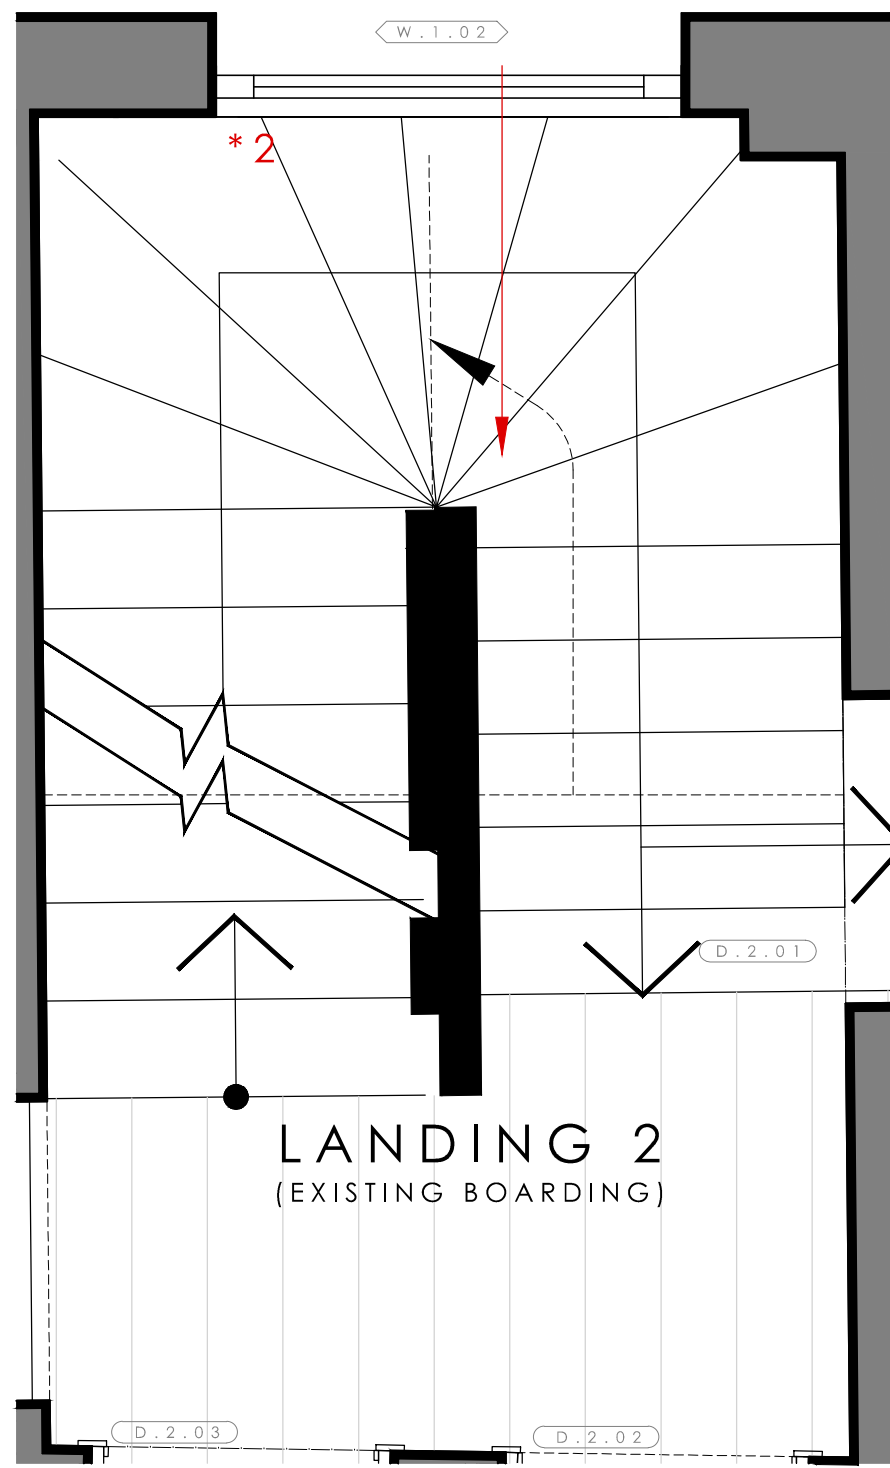 W.1.02
* 2
D.2.01
LANDING 2
(EXISTING BOARDING)
D.2.03
D.2.02